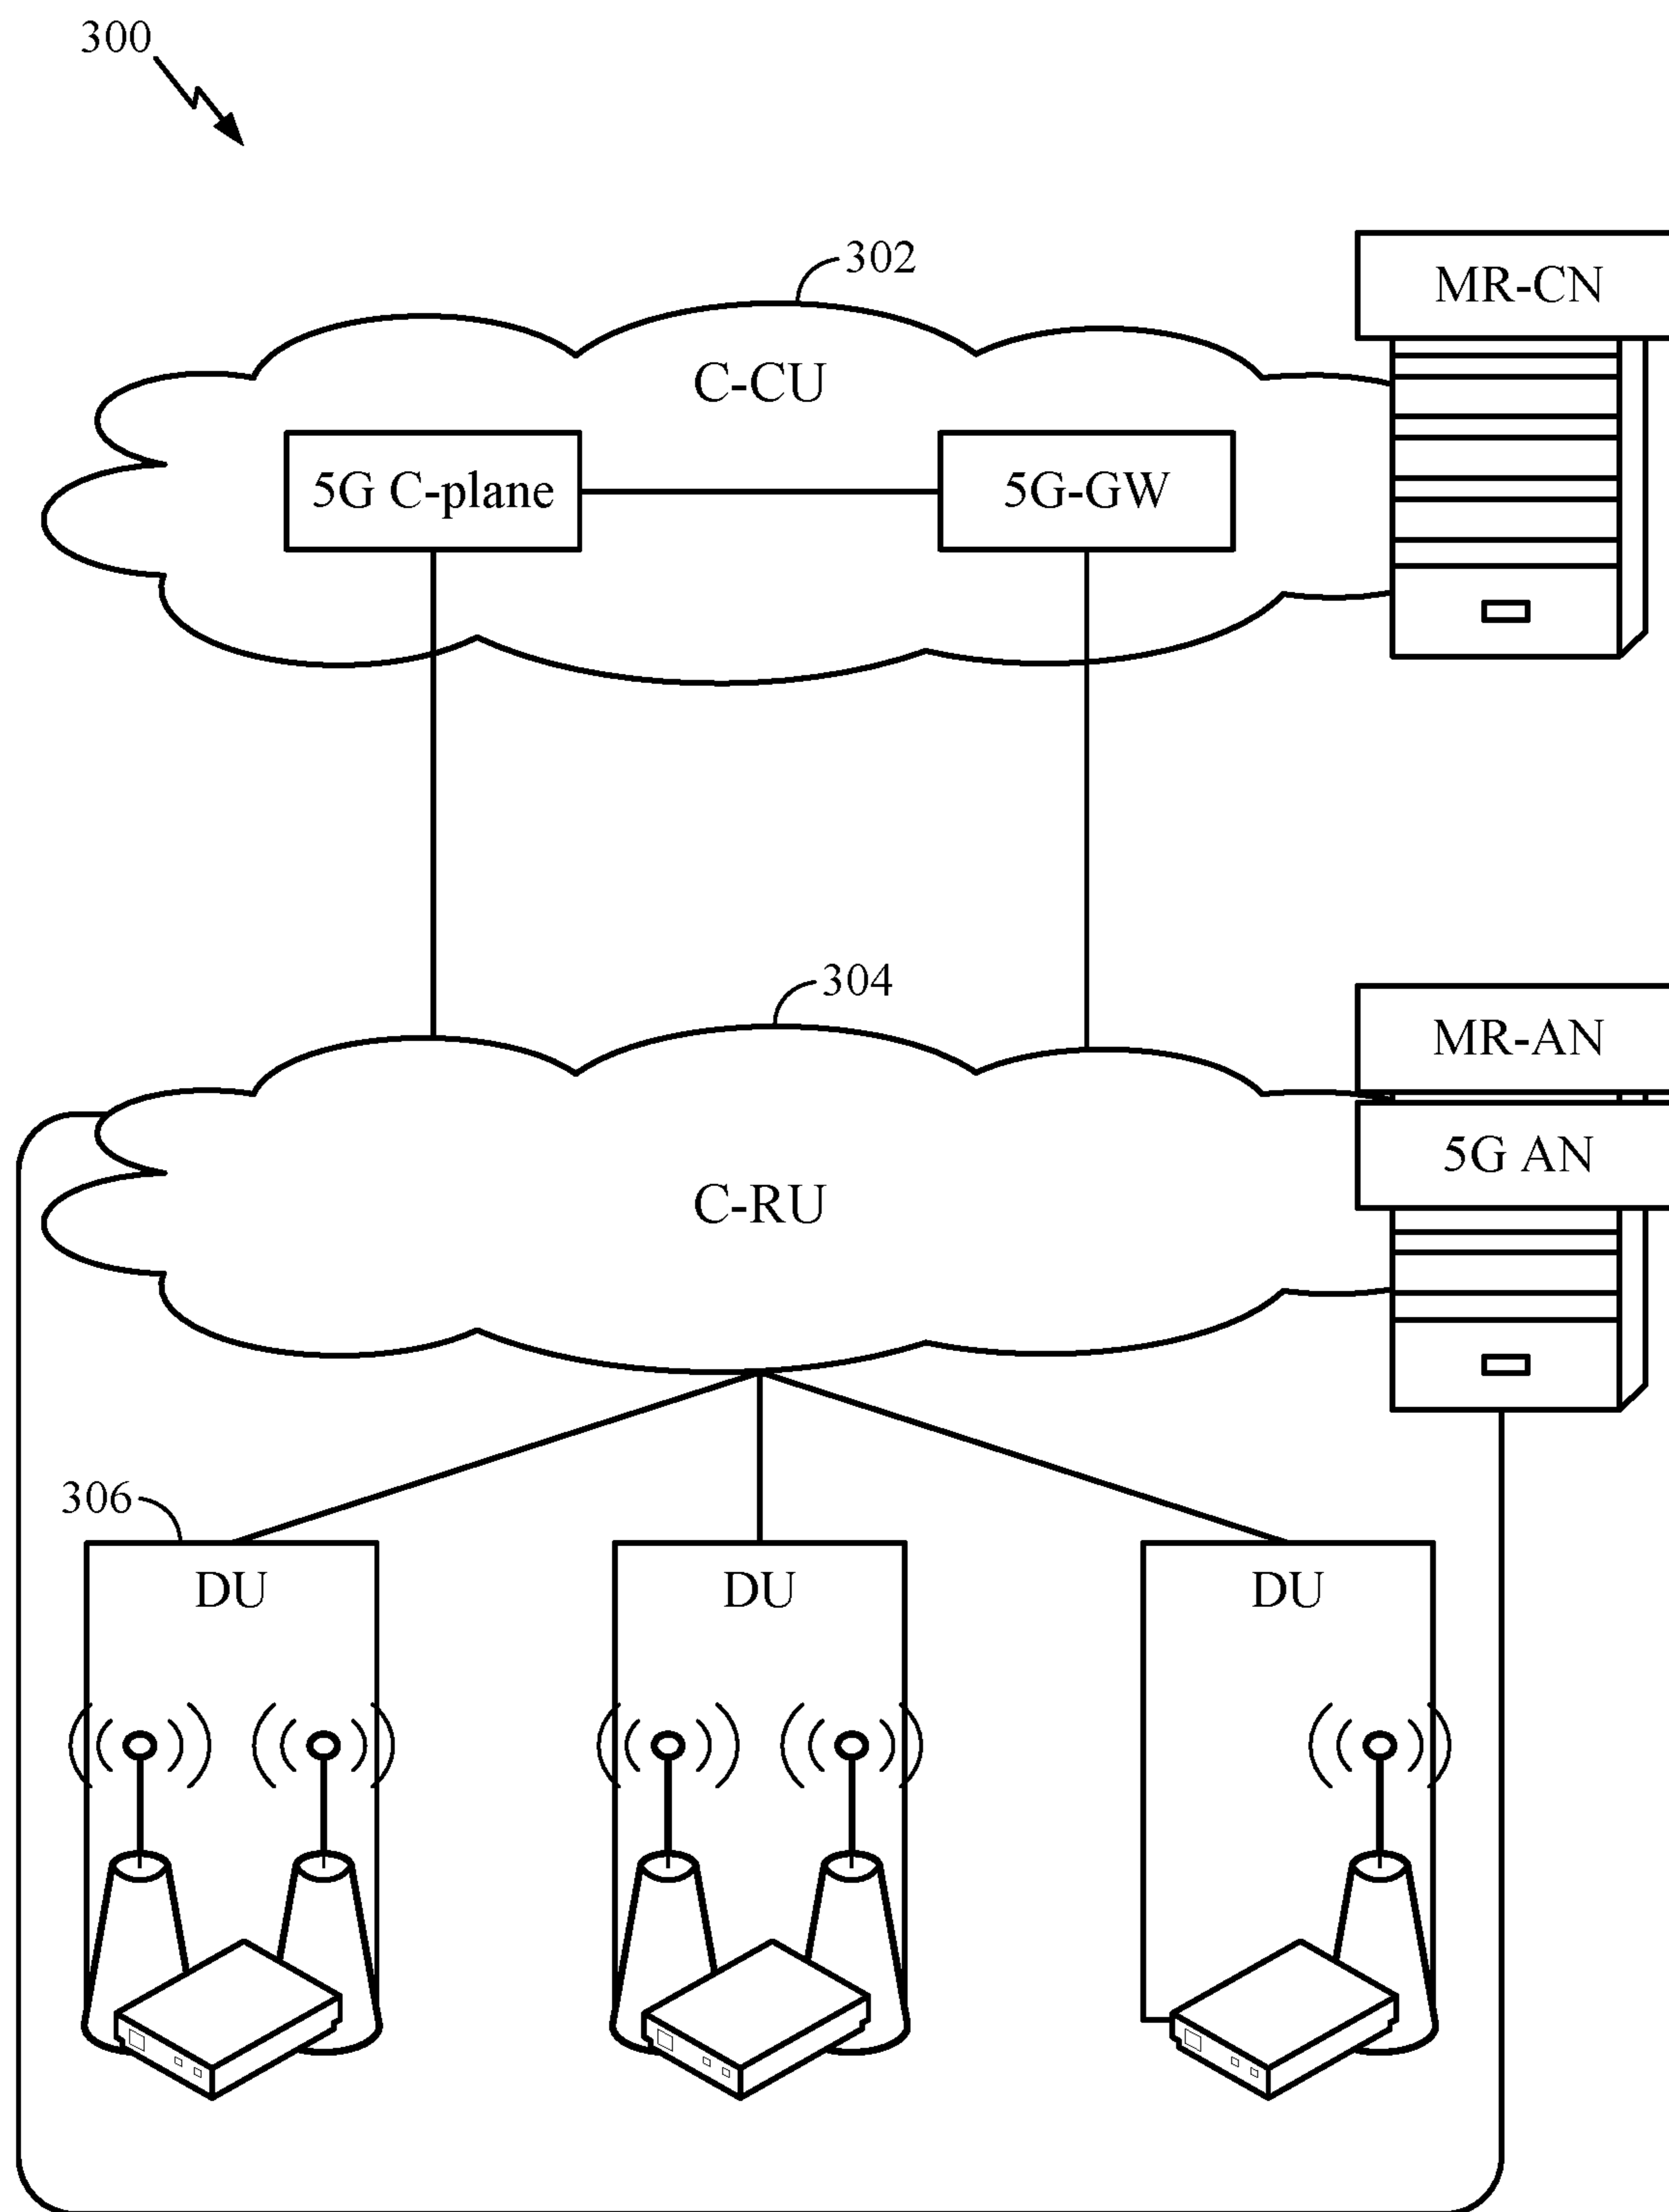 300
302
MR-CN
C-CU
5G C-plane
5G-GW
304
MR-AN
5G AN
C-RU
306
DU
DU
DU